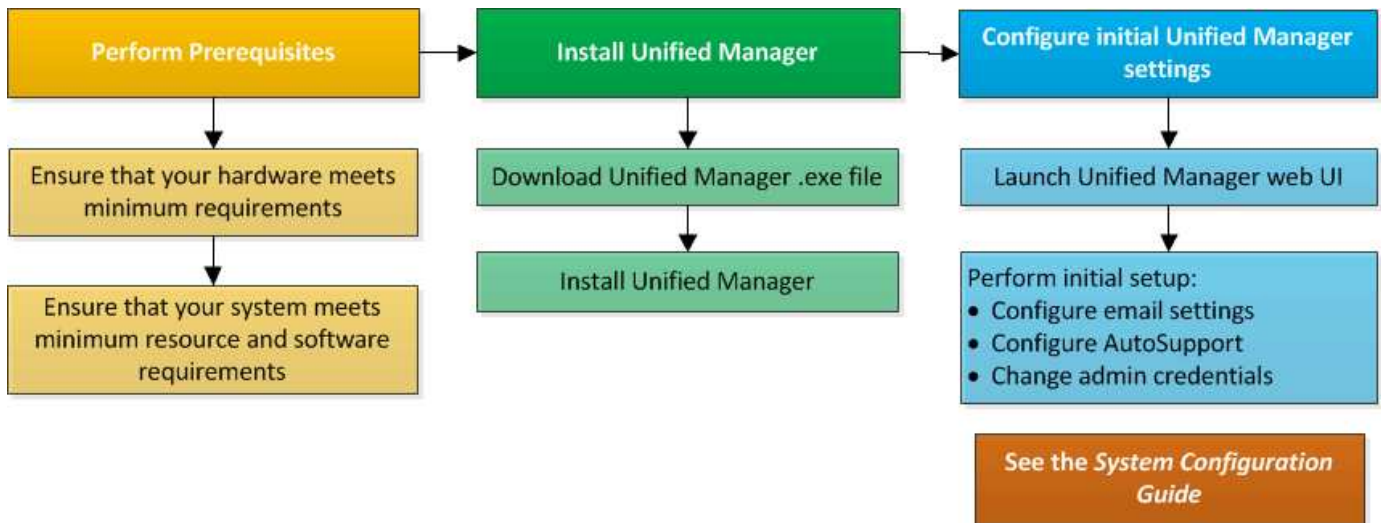 Perform Prerequisites
Ensure that your hardware meets
minimum requirements
Ensure that your system meets
minimum resource and software
requirements
Install Unified Manager
Download Unified Manager .exe file
Install Unified Manager
Configure initial Unified Manager
settings
Launch Unified Manager web UI
Perform initial setup:
• Configure email settings
• Configure AutoSupport
• Change admin credentials
See the System Configuration
Guide